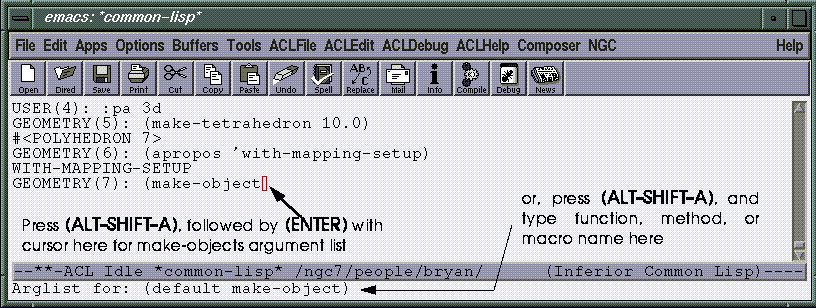 emacs: *common-lisp*
File Edit Apps Options Buffers Tools ACLFile ACLEdit ACLDebug ACLHelp Composer NGC Help
Open Dired Save Print Cut Copy Paste Undo Spell Replace Mail Info Compile Debug News
USER(4): :pa 3d
GEOMETRY(5): (make-tetrahedron 10.0)
#<POLYHEDRON 7>
GEOMETRY(6): (apropos 'with-mapping-setup)
WITH-MAPPING-SETUP
GEOMETRY(7): (make-object
Press (ALT-SHIFT-A), followed by (ENTER) with
cursor here for make-objects argument list
or, press (ALT-SHIFT-A), and
type function, method, or
macro name here
--**-ACL Idle *common-lisp* /ngc7/people/bryan/ (Inferior Common Lisp)----
Arglist for: (default make-object)